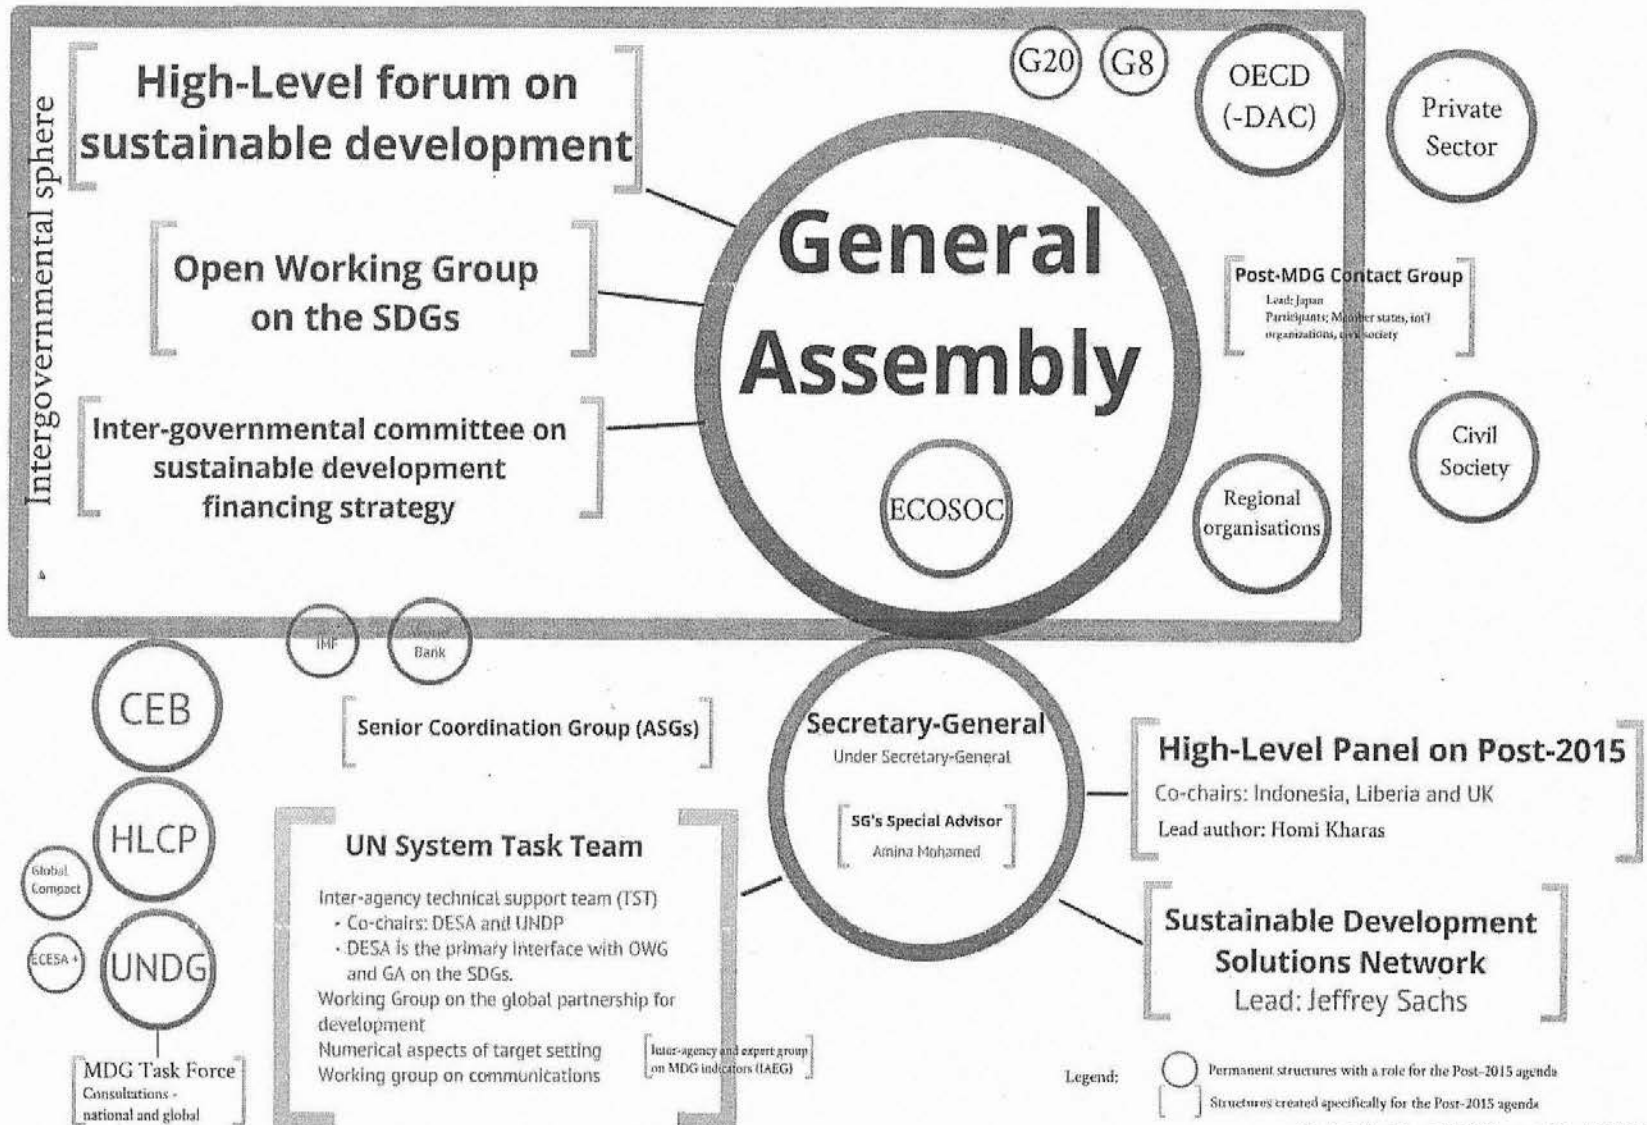 Intergovernmental sphere
High-Level forum on
sustainable development
Open Working Group
on the SDGs
Inter-governmental committee on
sustainable development
financing strategy
General
Assembly
ECOSOC
G20
G8
OECD
(-DAC)
Private
Sector
Post-MDG Contact Group
Lead: Japan
Participants; Member states, int'l
organizations, civil society
Civil
Society
Regional
organisations
IMF
Bank
CEB
HLCP
Global
Compact
ECESA +
UNDG
MDG Task Force
Consultations -
national and global
Senior Coordination Group (ASGs)
UN System Task Team
Inter-agency technical support team (TST)
• Co-chairs: DESA and UNDP
• DESA is the primary interface with OWG
and GA on the SDGs.
Working Group on the global partnership for
development
Numerical aspects of target setting
Working group on communications
Inter-agency and expert group
on MDG indicators (IAEG)
Secretary-General
Under Secretary-General
SG's Special Advisor
Amina Mohamed
High-Level Panel on Post-2015
Co-chairs: Indonesia, Liberia and UK
Lead author: Homi Kharas
Sustainable Development
Solutions Network
Lead: Jeffrey Sachs
Legend:
Permanent structures with a role for the Post-2015 agenda
Structures created specifically for the Post-2015 agenda